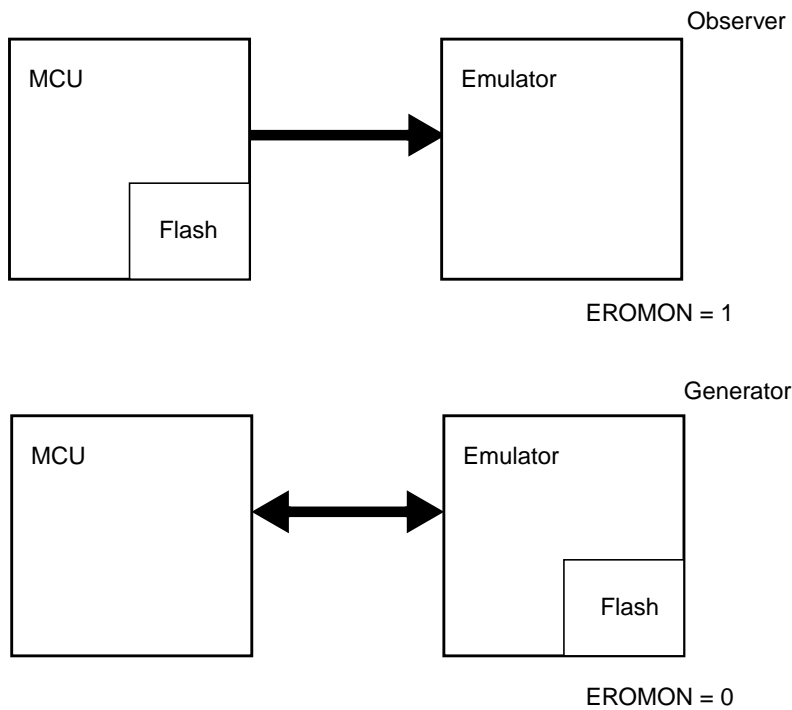 Observer
MCU
Emulator
Flash
EROMON = 1
Generator
MCU
Emulator
Flash
EROMON = 0